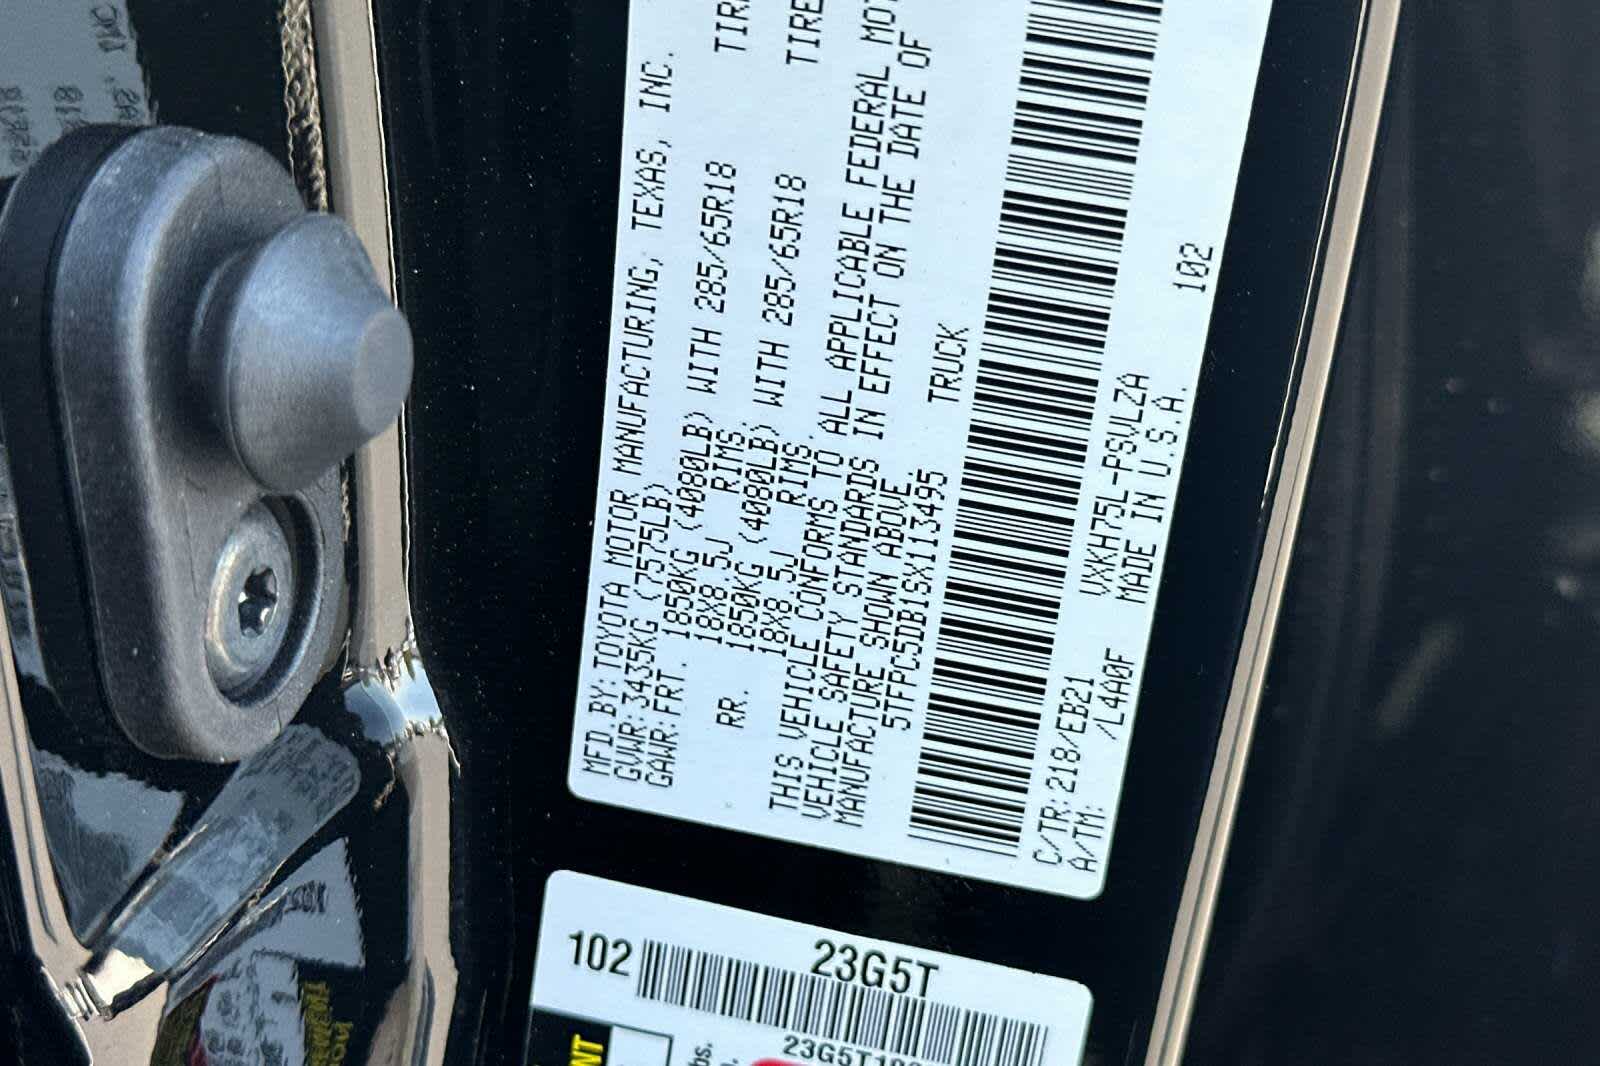 MFD.BY:TOYOTA MOTOR MANUFACTURING, TEXAS, INC.
GVWR:3435KG (7575LB)
GAWR:FRT. 1850KG (4080LB) WITH 285/65R18
18X8.5J RIMS,
RR. 1850KG (4080LB) WITH 285/65R18
18X8.5J RIMS.
THIS VEHICLE CONFORMS TO ALL APPLICABLE FEDERAL
VEHICLE SAFETY STANDARDS IN EFFECT ON THE DATE OF
MANUFACTURE SHOWN ABOVE.
5TFPC5DB1SX113495 TRUCK
C/TR:218/EB21 VXKH75L-PSVLZA 102
A/TM: /L4A0F MADE IN U.S.A.
102 23G5T